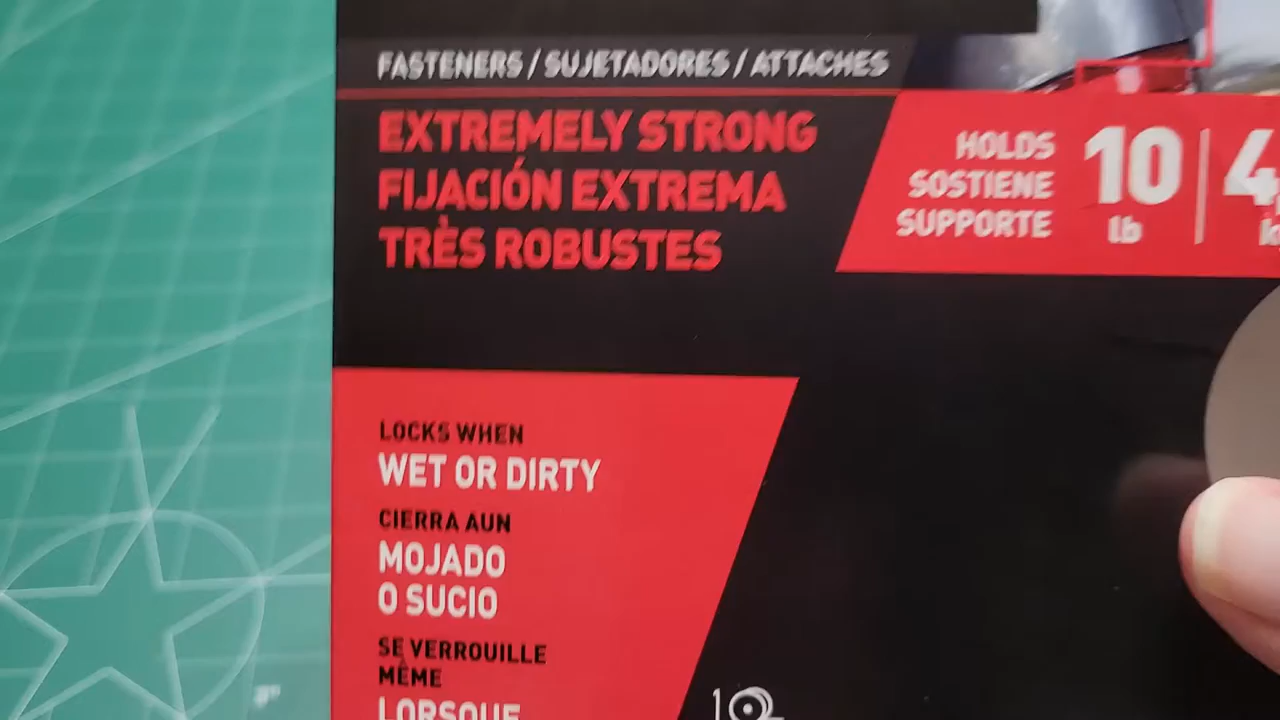 FASTENERS / SUJETADORES / ATTACHES
EXTREMELY STRONG
FIJACIÓN EXTREMA
TRÈS ROBUSTES
HOLDS
SOSTIENE
SUPPORTE
10
lb
4
LOCKS WHEN
WET OR DIRTY
CIERRA AUN
MOJADO
O SUCIO
SE VERROUILLE
MÊME
LORSQUE